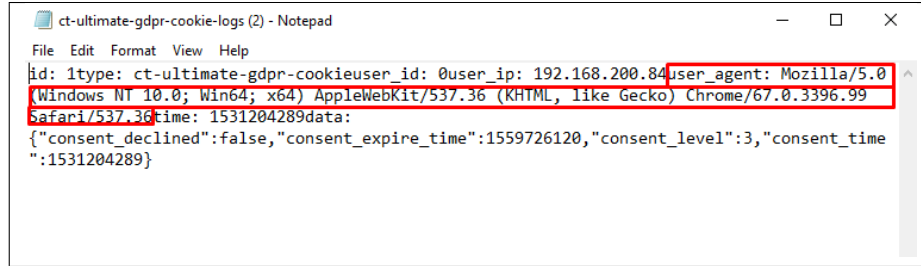 ct-ultimate-gdpr-cookie-logs (2) - Notepad
File Edit Format View Help
id: 1type: ct-ultimate-gdpr-cookieuser_id: 0user_ip: 192.168.200.84user_agent: Mozilla/5.0
(Windows NT 10.0; Win64; x64) AppleWebKit/537.36 (KHTML, like Gecko) Chrome/67.0.3396.99
Safari/537.36time: 1531204289data:
{"consent_declined":false,"consent_expire_time":1559726120,"consent_level":3,"consent_time
":1531204289}